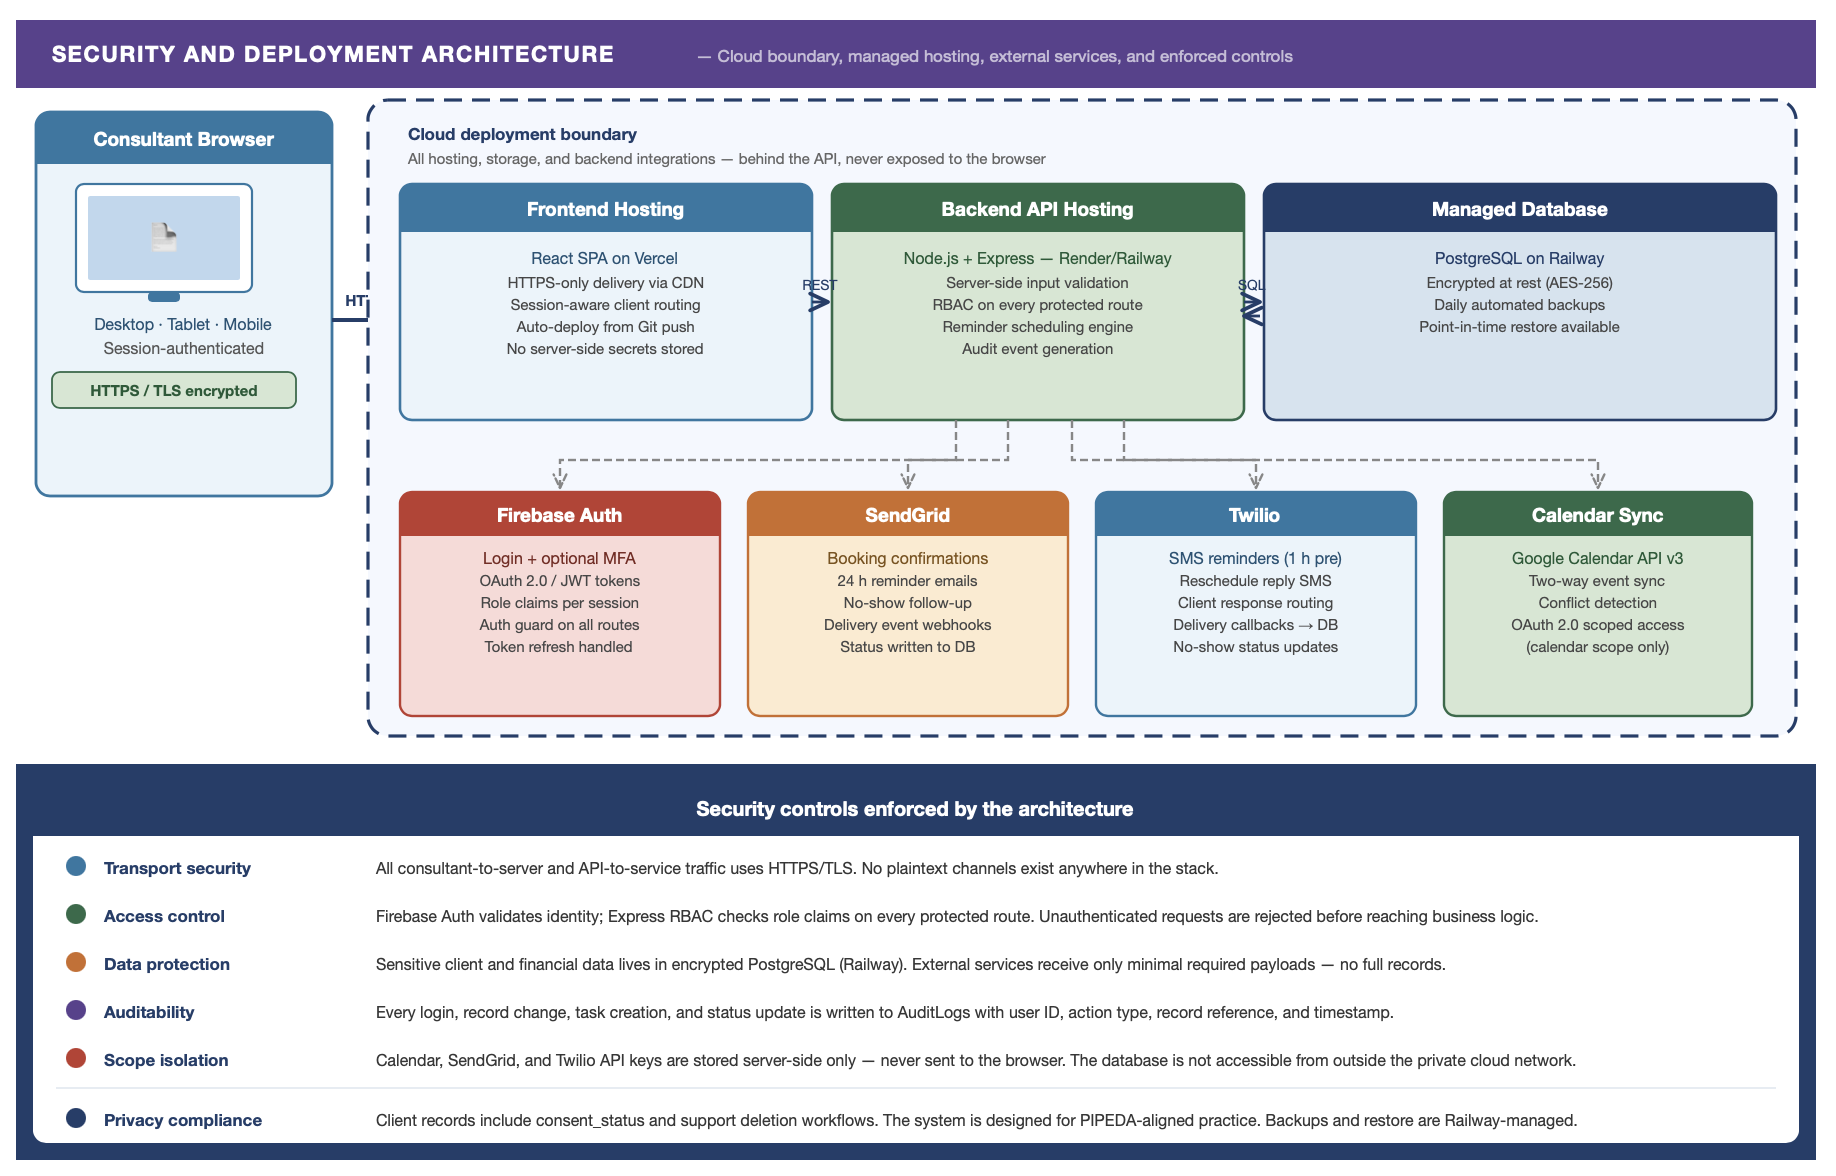 SECURITY AND DEPLOYMENT ARCHITECTURE
— Cloud boundary, managed hosting, external services, and enforced controls
Consultant Browser
Desktop · Tablet · Mobile
Session-authenticated
HTTPS / TLS encrypted
HT
Cloud deployment boundary
All hosting, storage, and backend integrations — behind the API, never exposed to the browser
Frontend Hosting
React SPA on Vercel
HTTPS-only delivery via CDN
Session-aware client routing
Auto-deploy from Git push
No server-side secrets stored
REST
Backend API Hosting
Node.js + Express — Render/Railway
Server-side input validation
RBAC on every protected route
Reminder scheduling engine
Audit event generation
SQL
Managed Database
PostgreSQL on Railway
Encrypted at rest (AES-256)
Daily automated backups
Point-in-time restore available
Firebase Auth
Login + optional MFA
OAuth 2.0 / JWT tokens
Role claims per session
Auth guard on all routes
Token refresh handled
SendGrid
Booking confirmations
24 h reminder emails
No-show follow-up
Delivery event webhooks
Status written to DB
Twilio
SMS reminders (1 h pre)
Reschedule reply SMS
Client response routing
Delivery callbacks → DB
No-show status updates
Calendar Sync
Google Calendar API v3
Two-way event sync
Conflict detection
OAuth 2.0 scoped access
(calendar scope only)
Security controls enforced by the architecture
Transport security
All consultant-to-server and API-to-service traffic uses HTTPS/TLS. No plaintext channels exist anywhere in the stack.
Access control
Firebase Auth validates identity; Express RBAC checks role claims on every protected route. Unauthenticated requests are rejected before reaching business logic.
Data protection
Sensitive client and financial data lives in encrypted PostgreSQL (Railway). External services receive only minimal required payloads — no full records.
Auditability
Every login, record change, task creation, and status update is written to AuditLogs with user ID, action type, record reference, and timestamp.
Scope isolation
Calendar, SendGrid, and Twilio API keys are stored server-side only — never sent to the browser. The database is not accessible from outside the private cloud network.
Privacy compliance
Client records include consent_status and support deletion workflows. The system is designed for PIPEDA-aligned practice. Backups and restore are Railway-managed.